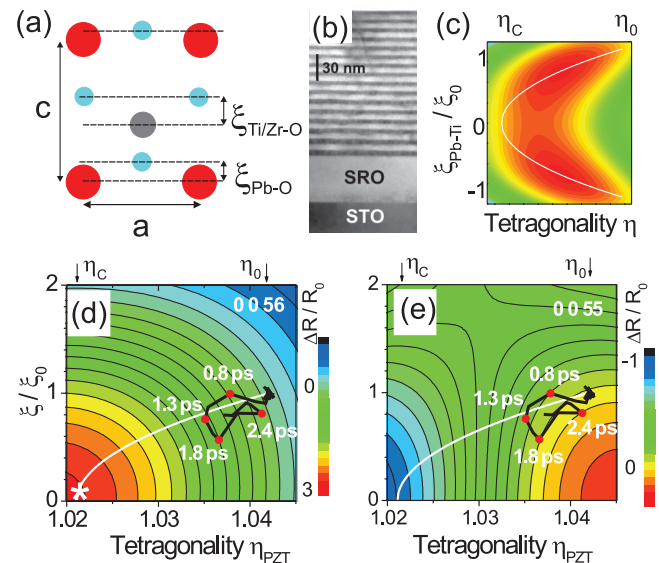 (a)
c
a
ξTi/Zr-O
ξPb-O
(b)
30 nm
SRO
STO
(c)
ηC
η0
ξPb-Ti / ξ0
1
0
-1
Tetragonality η
(d)
ηC
η0
0 0 56
ξ / ξ0
2
1
0
0.8 ps
1.3 ps
1.8 ps
2.4 ps
*
1.02
1.03
1.04
Tetragonality ηPZT
ΔR / R0
0
3
(e)
ηC
η0
0 0 55
2
1
0
0.8 ps
1.3 ps
1.8 ps
2.4 ps
1.02
1.03
1.04
Tetragonality ηPZT
ΔR / R0
-1
0